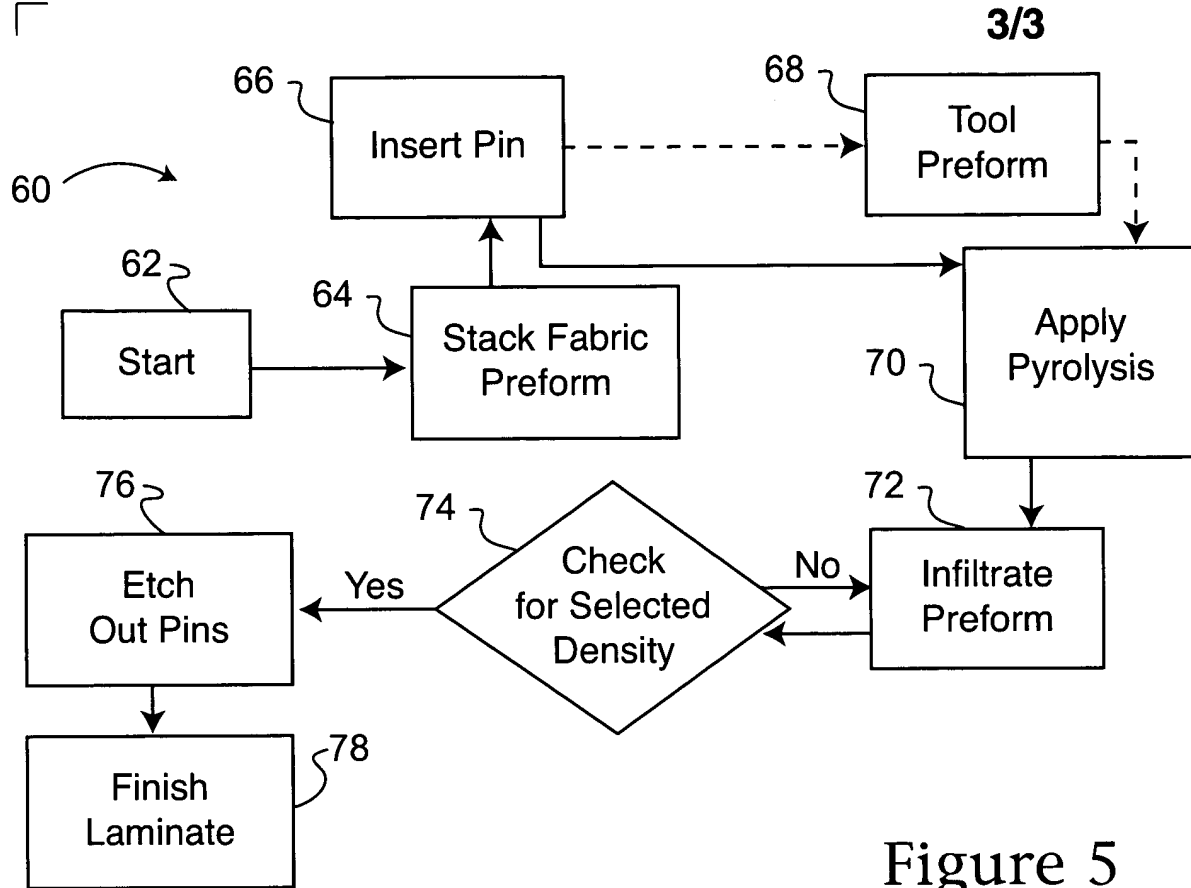 3/3
66
Insert Pin
68
Tool
Preform
60
62
Start
64
Stack Fabric
Preform
70
Apply
Pyrolysis
76
Etch
Out Pins
Yes
74
Check
for Selected
Density
No
72
Infiltrate
Preform
78
Finish
Laminate
Figure 5